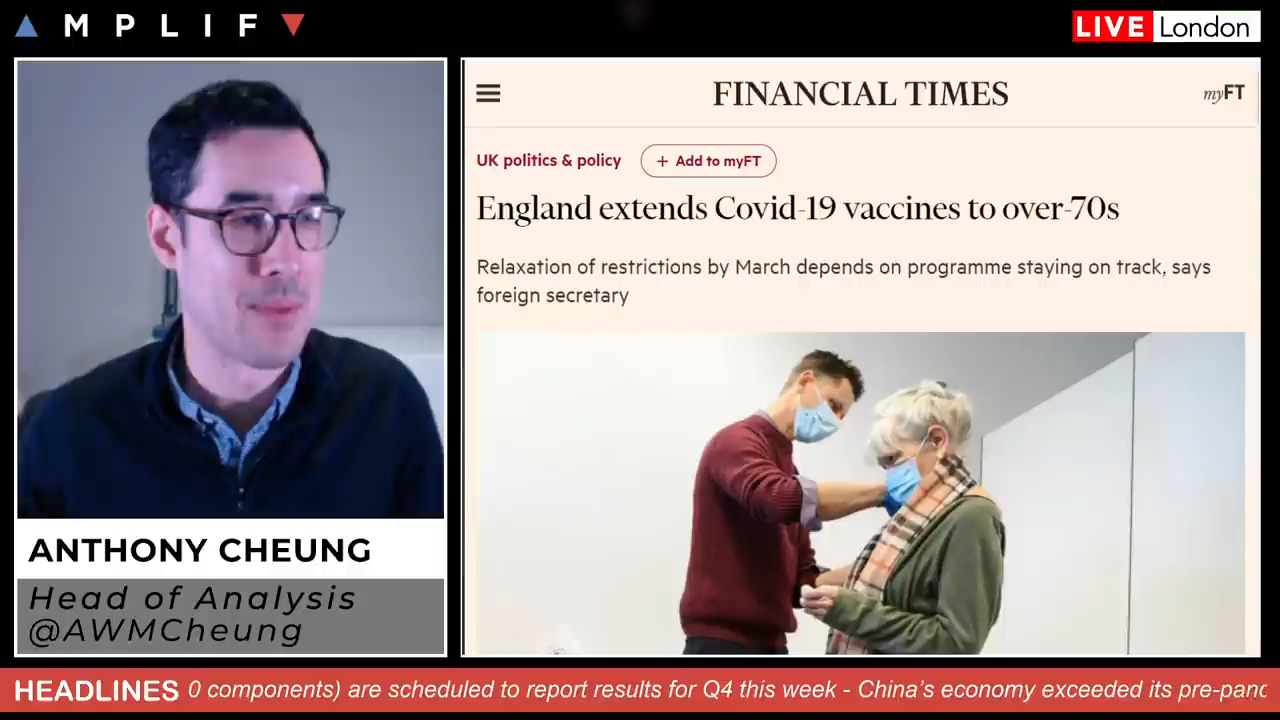 AMPLIFY
LIVE London
FINANCIAL TIMES
myFT
UK politics & policy
+ Add to myFT
England extends Covid-19 vaccines to over-70s
Relaxation of restrictions by March depends on programme staying on track, says
foreign secretary
ANTHONY CHEUNG
Head of Analysis
@AWMCheung
HEADLINES 0 components) are scheduled to report results for Q4 this week - China's economy exceeded its pre-panc